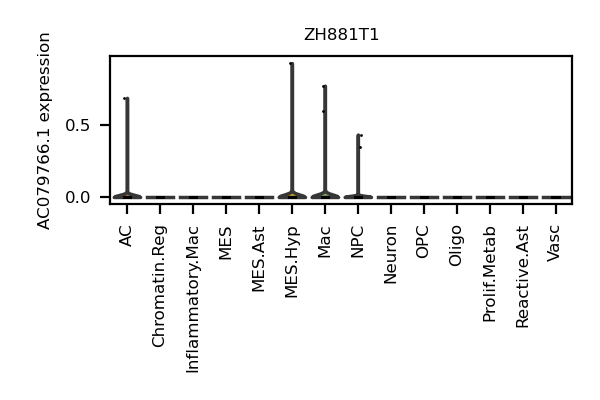 ZH881T1
AC079766.1 expression
0.5
0.0
AC
Chromatin.Reg
Inflammatory.Mac
MES
MES.Ast
MES.Hyp
Mac
NPC
Neuron
OPC
Oligo
Prolif.Metab
Reactive.Ast
Vasc